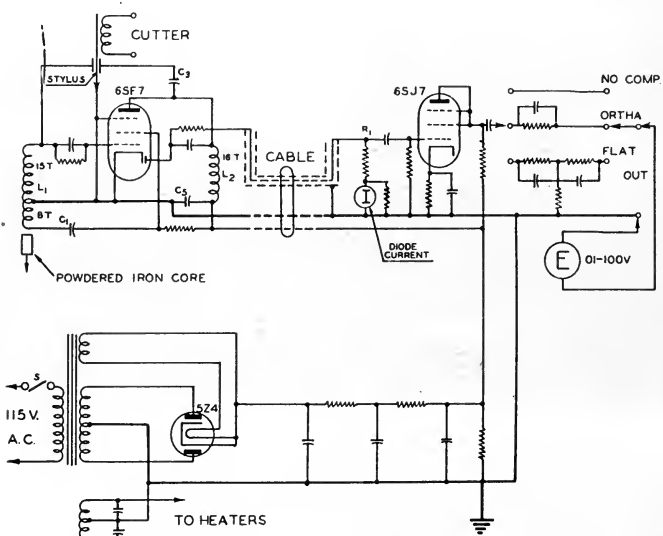 CUTTER
STYLUS
C3
6SF7
6SJ7
NO COMP.
R1
ORTHA
15T
L1
8T
16T
L2
CABLE
FLAT
OUT
C1
C5
I
DIODE
CURRENT
E
01-100V
POWDERED IRON CORE
S
115V.
A.C.
5Z4
TO HEATERS